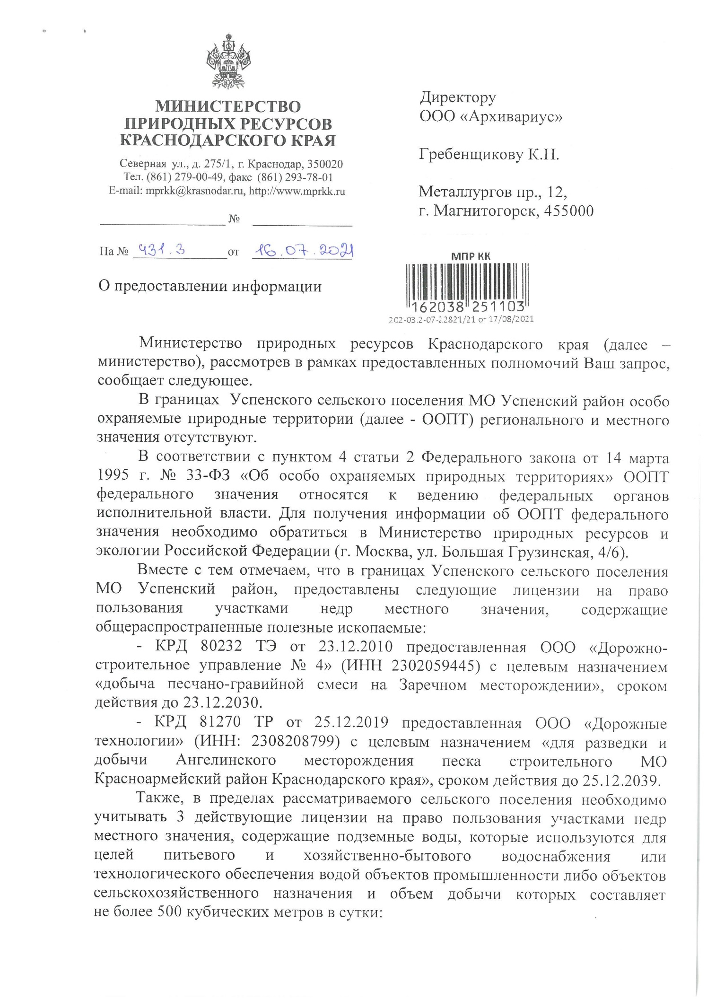 МИНИСТЕРСТВО
ПРИРОДНЫХ РЕСУРСОВ
КРАСНОДАРСКОГО КРАЯ
Северная ул., д. 275/1, г. Краснодар, 350020
Тел. (861) 279-00-49, факс (861) 293-78-01
E-mail: mprkk@krasnodar.ru, http://www.mprkk.ru
№
На № 431.3 от 16.07.2021
О предоставлении информации
Директору
ООО «Архивариус»
Гребенщикову К.Н.
Металлургов пр., 12,
г. Магнитогорск, 455000
МПР КК
162038 251103
202-03.2-07-22821/21 от 17/08/2021
Министерство природных ресурсов Краснодарского края (далее –
министерство), рассмотрев в рамках предоставленных полномочий Ваш запрос,
сообщает следующее.
В границах Успенского сельского поселения МО Успенский район особо
охраняемые природные территории (далее - ООПТ) регионального и местного
значения отсутствуют.
В соответствии с пунктом 4 статьи 2 Федерального закона от 14 марта
1995 г. № 33-ФЗ «Об особо охраняемых природных территориях» ООПТ
федерального значения относятся к ведению федеральных органов
исполнительной власти. Для получения информации об ООПТ федерального
значения необходимо обратиться в Министерство природных ресурсов и
экологии Российской Федерации (г. Москва, ул. Большая Грузинская, 4/6).
Вместе с тем отмечаем, что в границах Успенского сельского поселения
МО Успенский район, предоставлены следующие лицензии на право
пользования участками недр местного значения, содержащие
общераспространенные полезные ископаемые:
- КРД 80232 ТЭ от 23.12.2010 предоставленная ООО «Дорожно-
строительное управление № 4» (ИНН 2302059445) с целевым назначением
«добыча песчано-гравийной смеси на Заречном месторождении», сроком
действия до 23.12.2030.
- КРД 81270 ТР от 25.12.2019 предоставленная ООО «Дорожные
технологии» (ИНН: 2308208799) с целевым назначением «для разведки и
добычи Ангелинского месторождения песка строительного МО
Красноармейский район Краснодарского края», сроком действия до 25.12.2039.
Также, в пределах рассматриваемого сельского поселения необходимо
учитывать 3 действующие лицензии на право пользования участками недр
местного значения, содержащие подземные воды, которые используются для
целей питьевого и хозяйственно-бытового водоснабжения или
технологического обеспечения водой объектов промышленности либо объектов
сельскохозяйственного назначения и объем добычи которых составляет
не более 500 кубических метров в сутки: